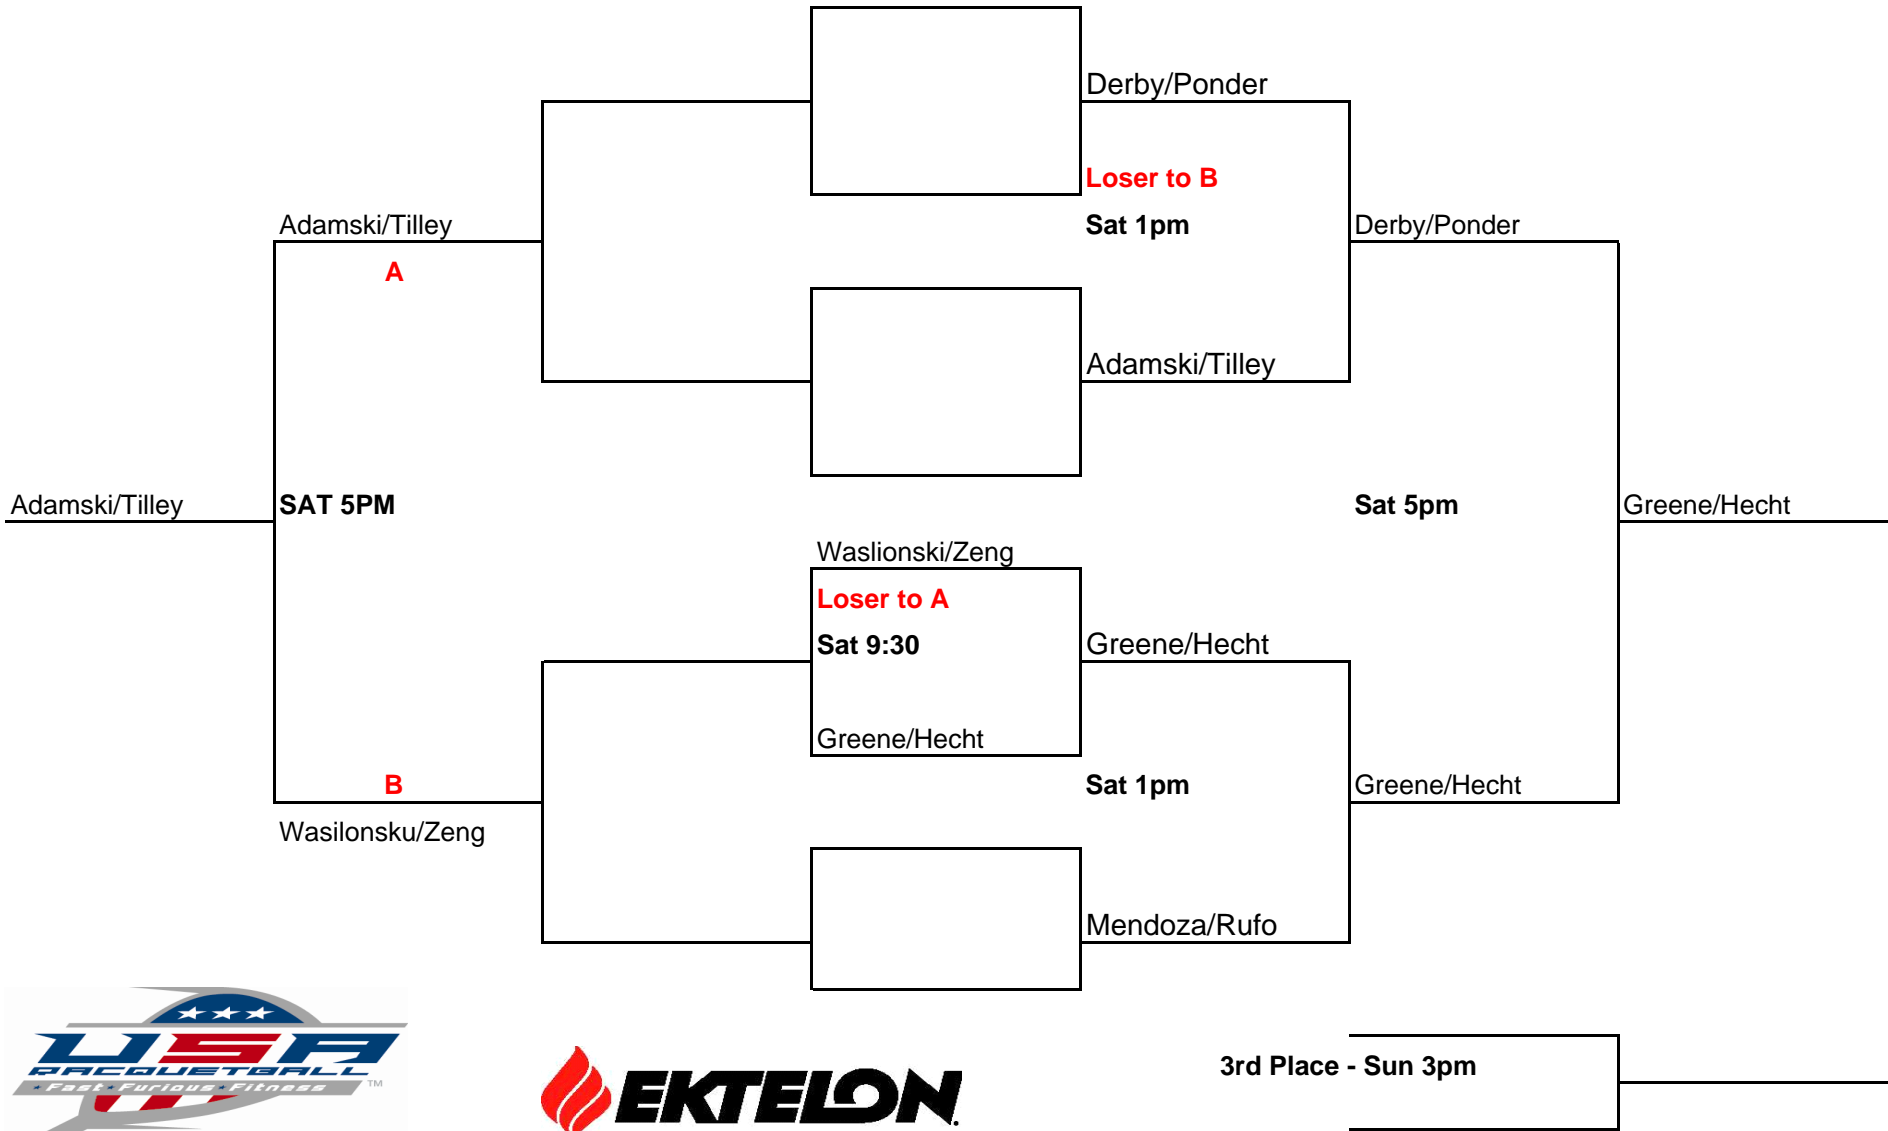 Derby/Ponder
Loser to B
Adamski/Tilley
Sat 1pm
Derby/Ponder
A
Adamski/Tilley
Adamski/Tilley
SAT 5PM
Sat 5pm
Greene/Hecht
Waslionski/Zeng
Loser to A
Sat 9:30
Greene/Hecht
Greene/Hecht
B
Sat 1pm
Greene/Hecht
Wasilonsku/Zeng
Mendoza/Rufo
USA
RACQUETBALL
Fast Furious Fitness TM
EKTELON
3rd Place - Sun 3pm